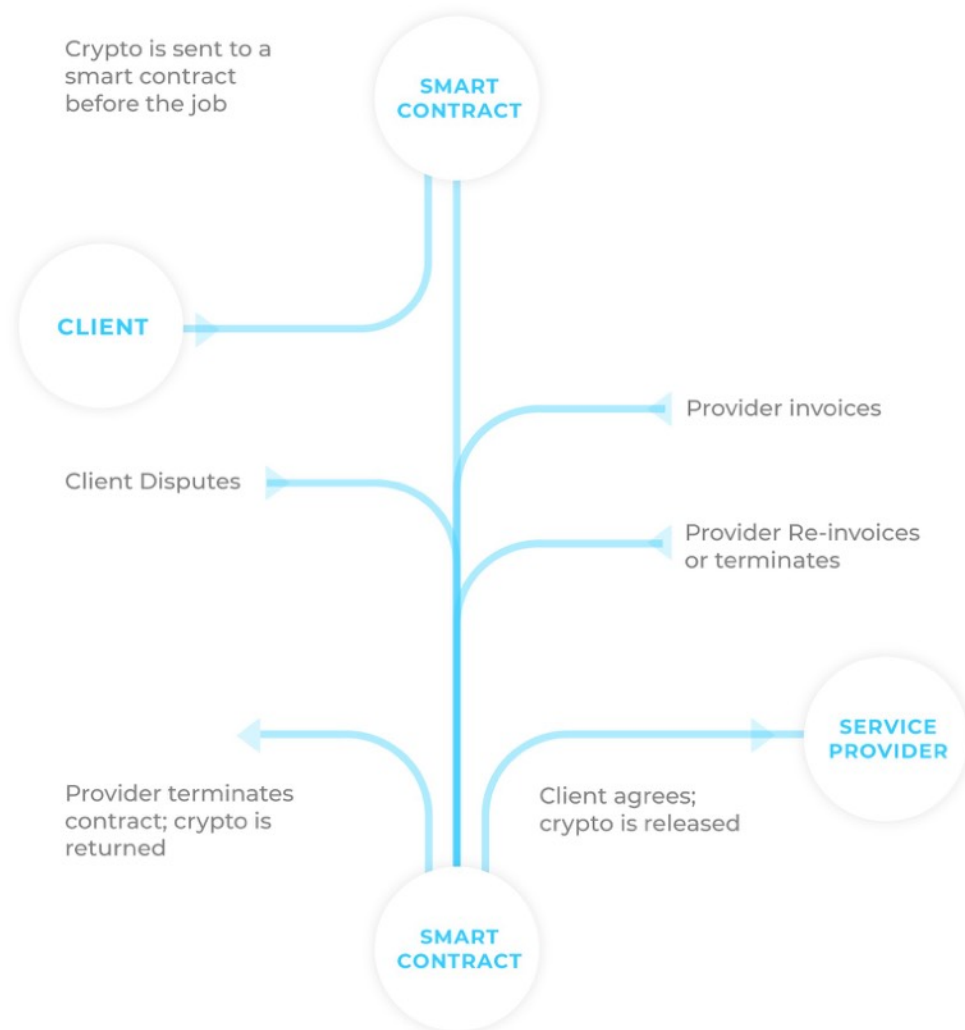 Crypto is sent to a
smart contract
before the job
SMART
CONTRACT
CLIENT
Provider invoices
Client Disputes
Provider Re-invoices
or terminates
SERVICE
PROVIDER
Provider terminates
contract; crypto is
returned
Client agrees;
crypto is released
SMART
CONTRACT